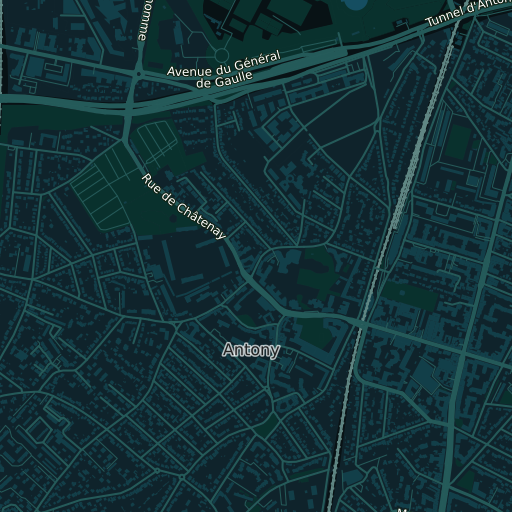 Tunnel d'Anton
Avenue du Général
de Gaulle
Rue de Châtenay
Antony